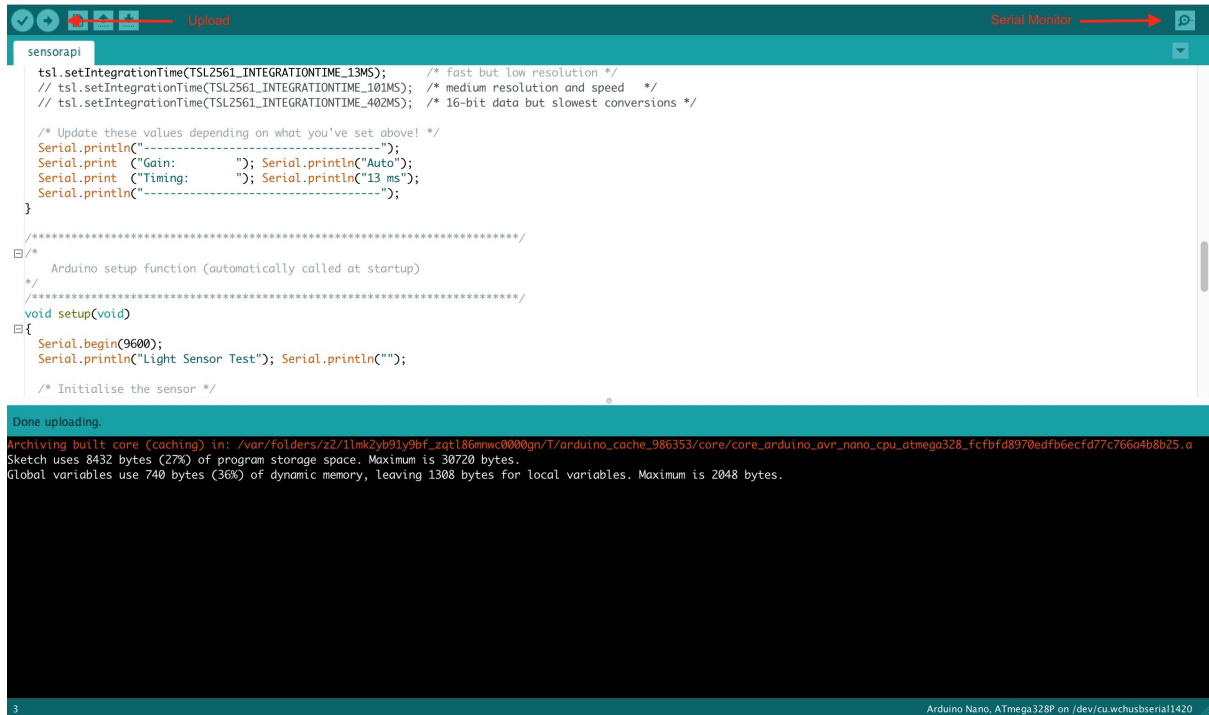 Upload
Serial Monitor
sensorapi
tsl.setIntegrationTime(TSL2561_INTEGRATIONTIME_13MS);      /* fast but low resolution */
// tsl.setIntegrationTime(TSL2561_INTEGRATIONTIME_101MS);  /* medium resolution and speed   */
// tsl.setIntegrationTime(TSL2561_INTEGRATIONTIME_402MS);  /* 16-bit data but slowest conversions */
/* Update these values depending on what you've set above! */
Serial.println("------------------------------------");
Serial.print  ("Gain:         "); Serial.println("Auto");
Serial.print  ("Timing:       "); Serial.println("13 ms");
Serial.println("------------------------------------");
}
/**************************************************************************/
/*
Arduino setup function (automatically called at startup)
*/
/**************************************************************************/
void setup(void)
{
Serial.begin(9600);
Serial.println("Light Sensor Test"); Serial.println("");
/* Initialise the sensor */
Done uploading.
Archiving built core (caching) in: /var/folders/z2/1lmk2yb91y9bf_zqtl86mnwc0000gn/T/arduino_cache_986353/core/core_arduino_avr_nano_cpu_atmega328_fcfbfd8970edfb6ecfd77c766a4b8b25.a
Sketch uses 8432 bytes (27%) of program storage space. Maximum is 30720 bytes.
Global variables use 740 bytes (36%) of dynamic memory, leaving 1308 bytes for local variables. Maximum is 2048 bytes.
3
Arduino Nano, ATmega328P on /dev/cu.wchusbserial1420